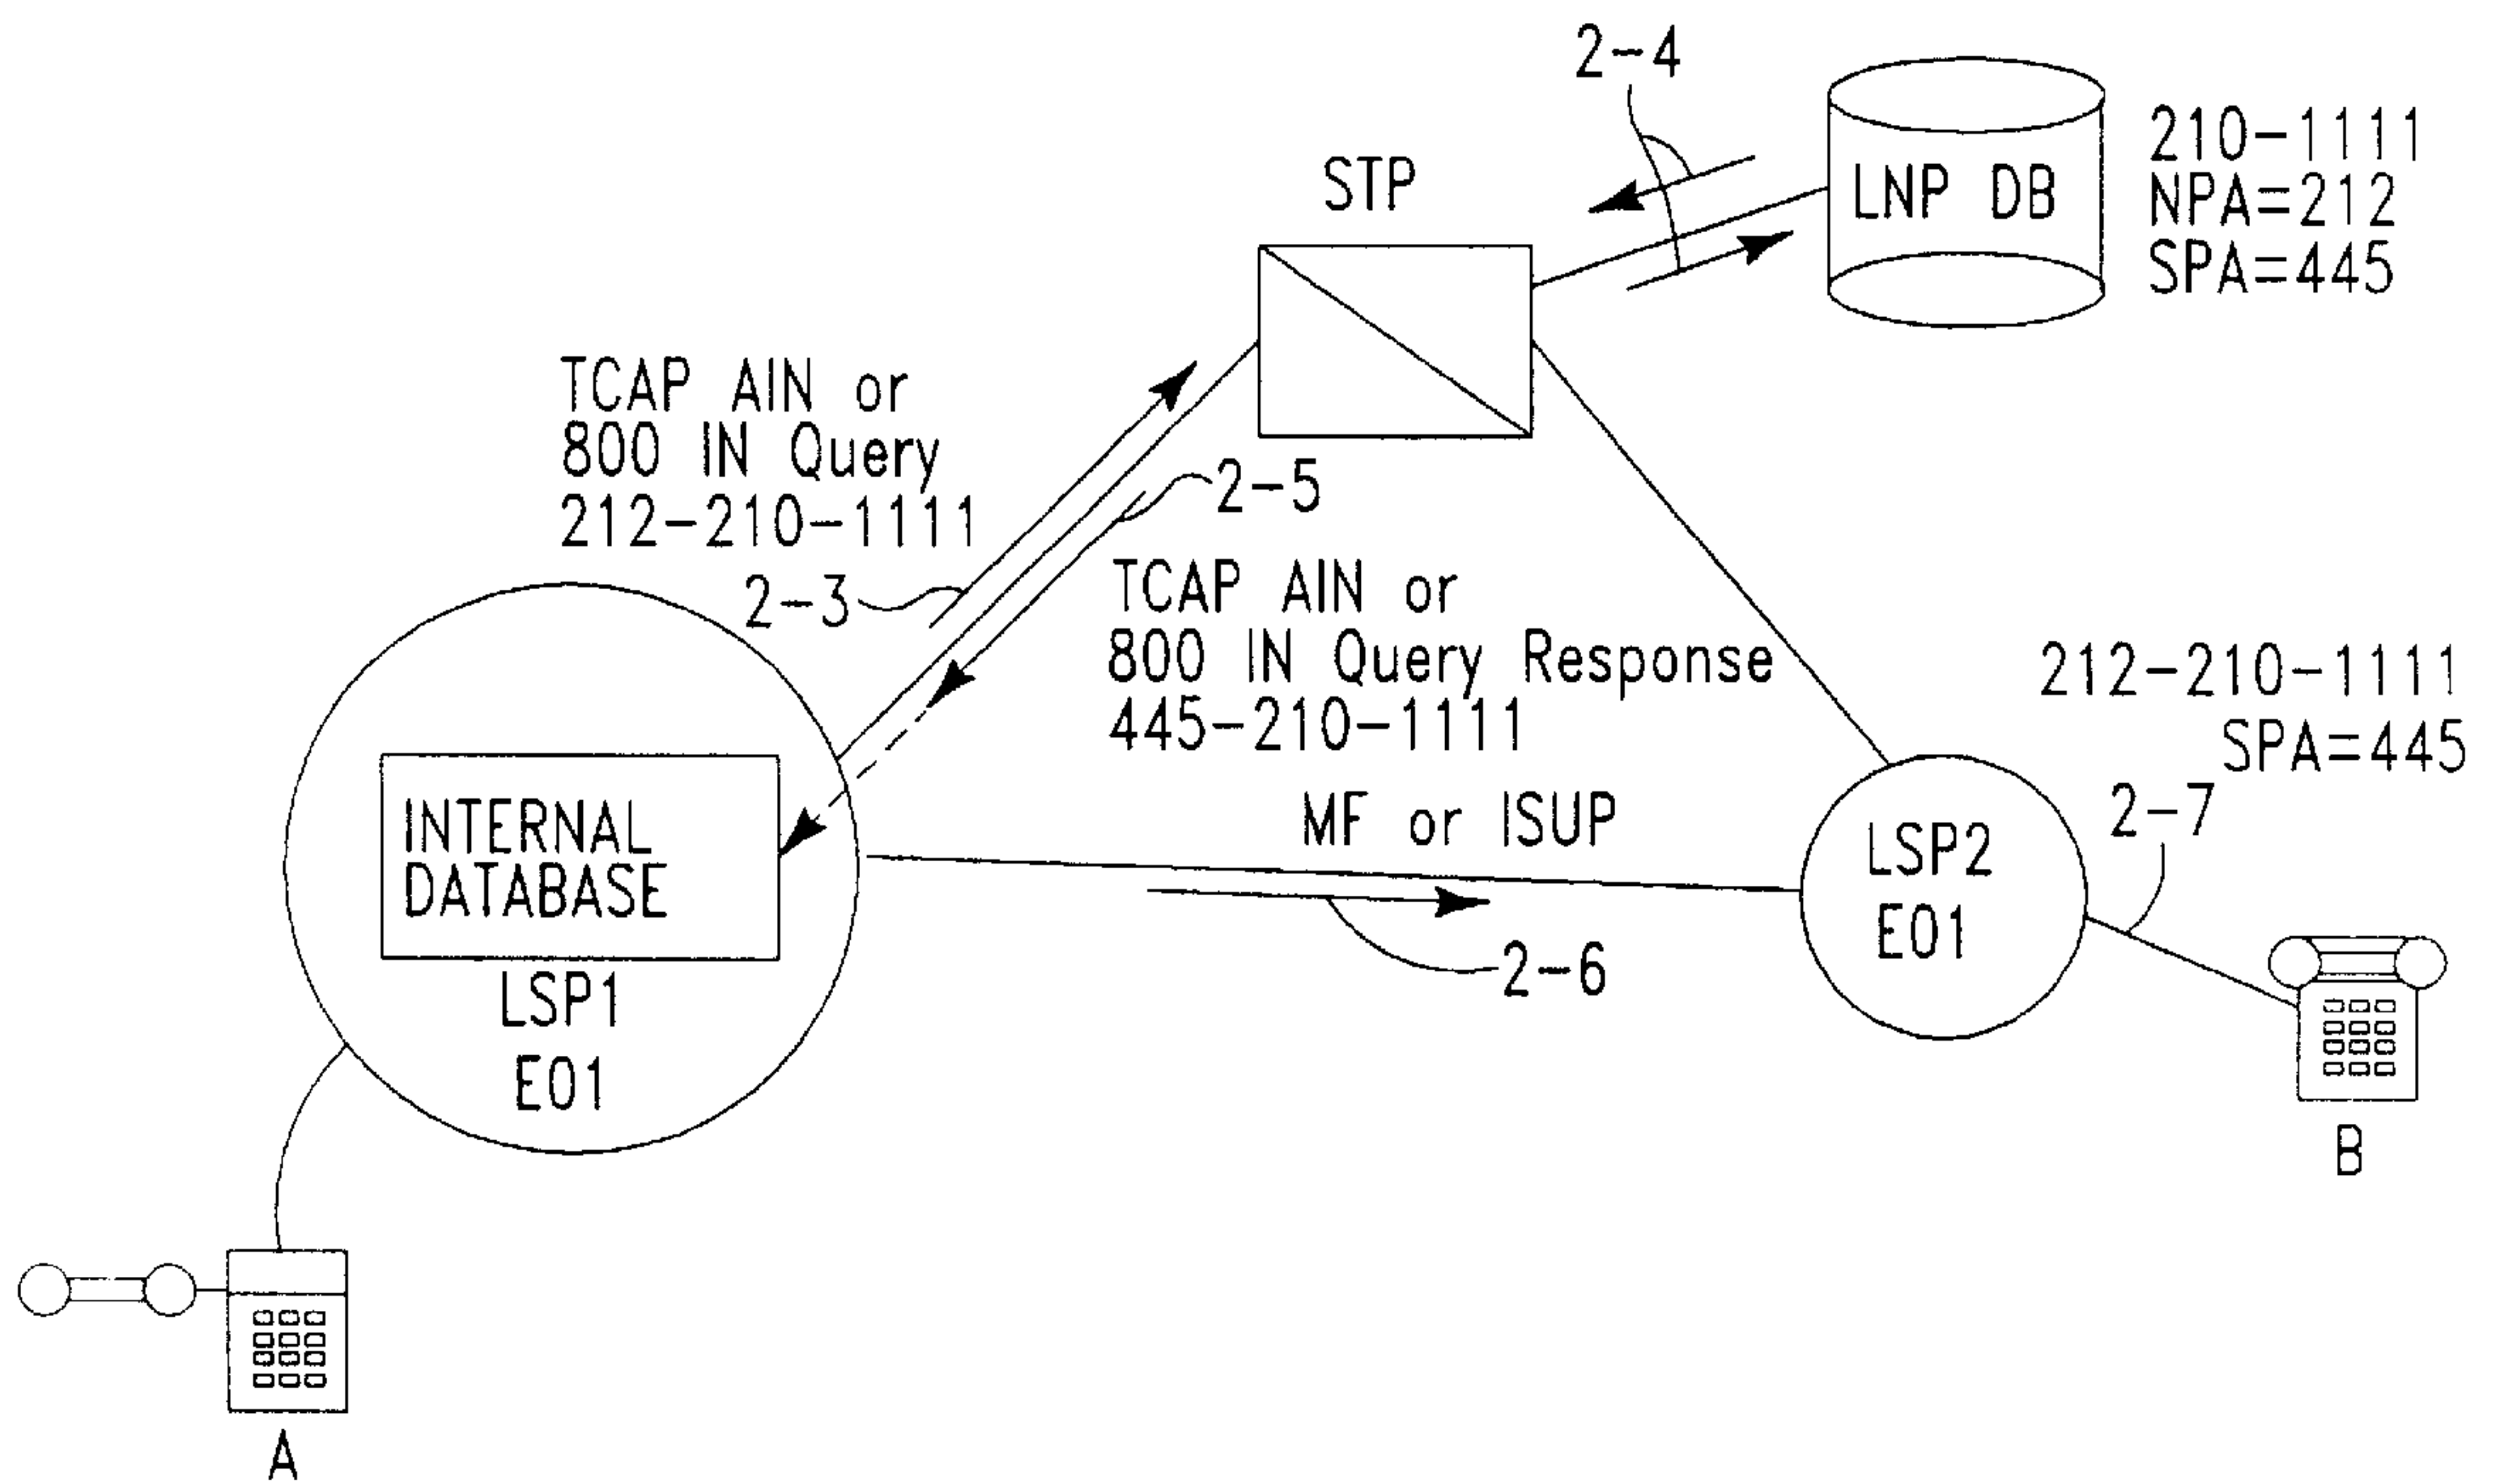 2-4
STP
LNP DB
210-1111
NPA=212
SPA=445
TCAP AIN or
800 IN Query
212-210-1111
2-3
2-5
TCAP AIN or
800 IN Query Response
445-210-1111
212-210-1111
SPA=445
2-7
MF or ISUP
INTERNAL
DATABASE
LSP1
E01
LSP2
E01
2-6
B
A